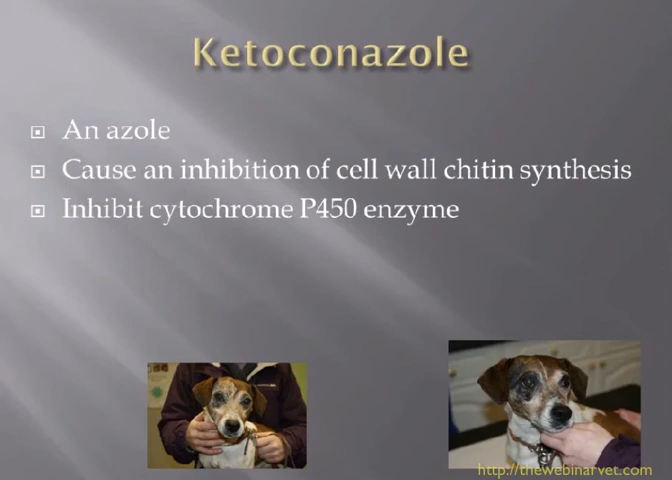 Ketoconazole
An azole
Cause an inhibition of cell wall chitin synthesis
Inhibit cytochrome P450 enzyme
http://thewebinarvet.com